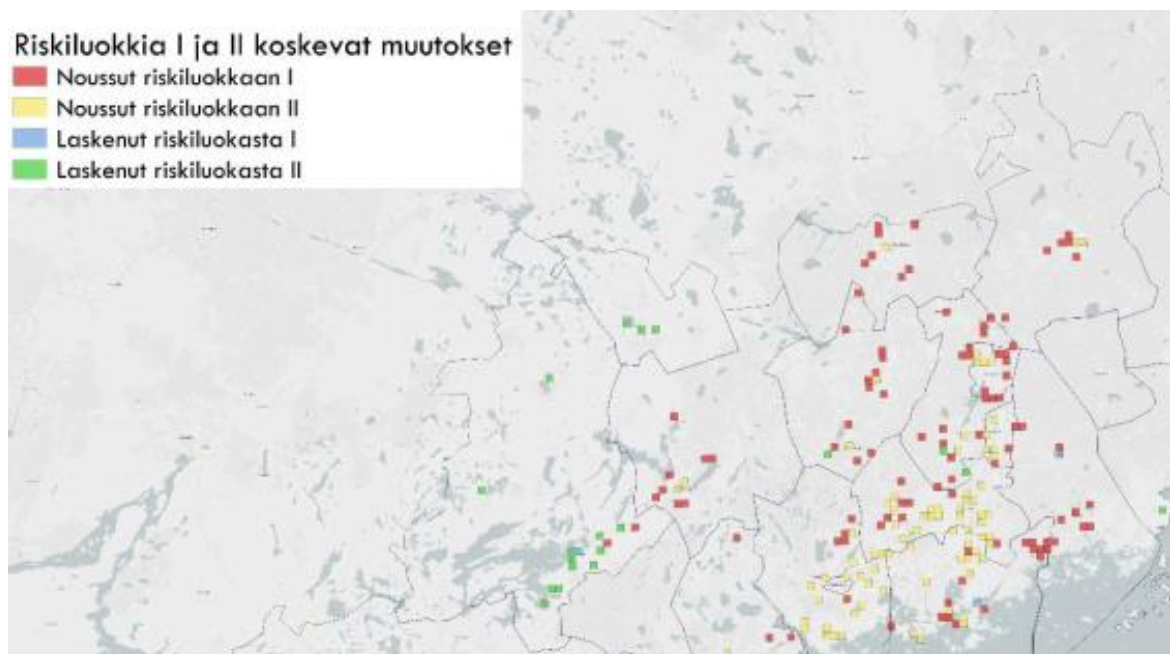 Riskiluokkia I ja II koskevat muutokset
Noussut riskiluokkaan I
Noussut riskiluokkaan II
Laskenut riskiluokasta I
Laskenut riskiluokasta II